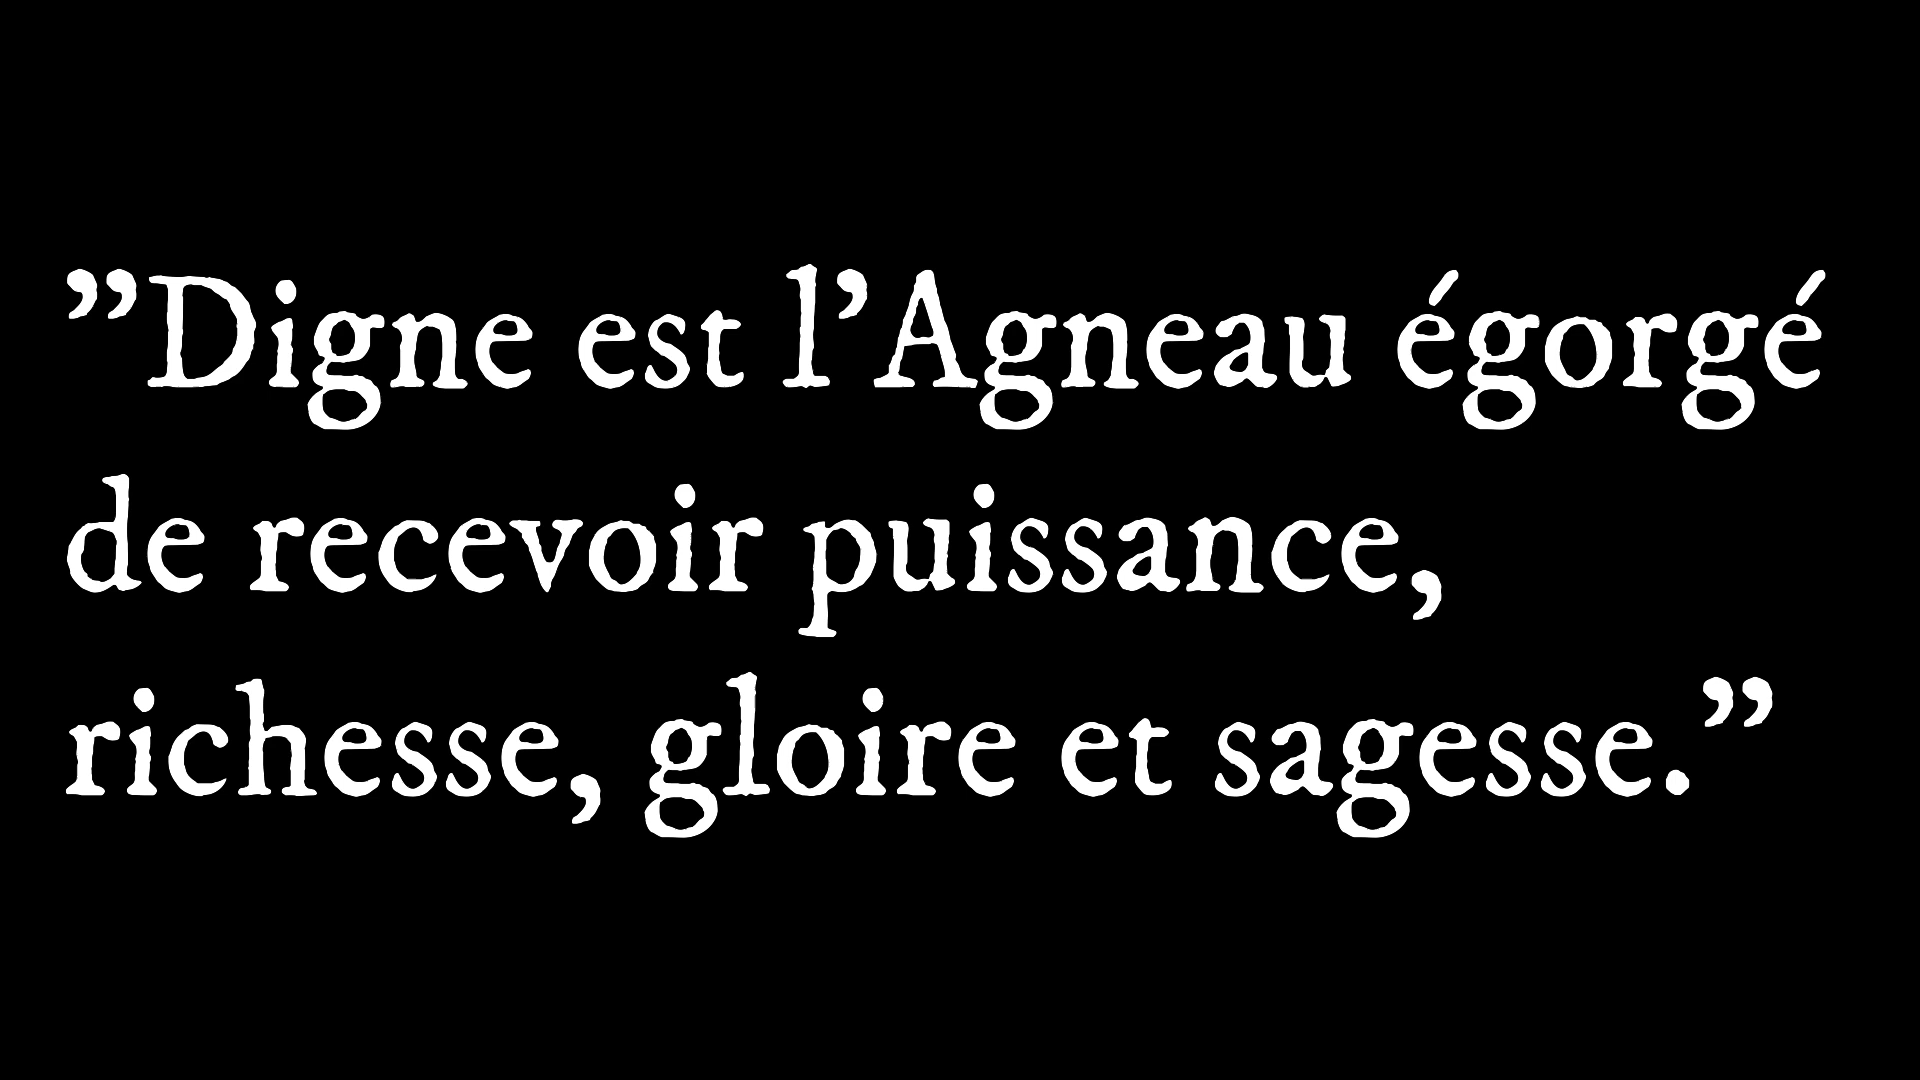 ”Digne est l’Agneau égorgé
de recevoir puissance,
richesse, gloire et sagesse.”